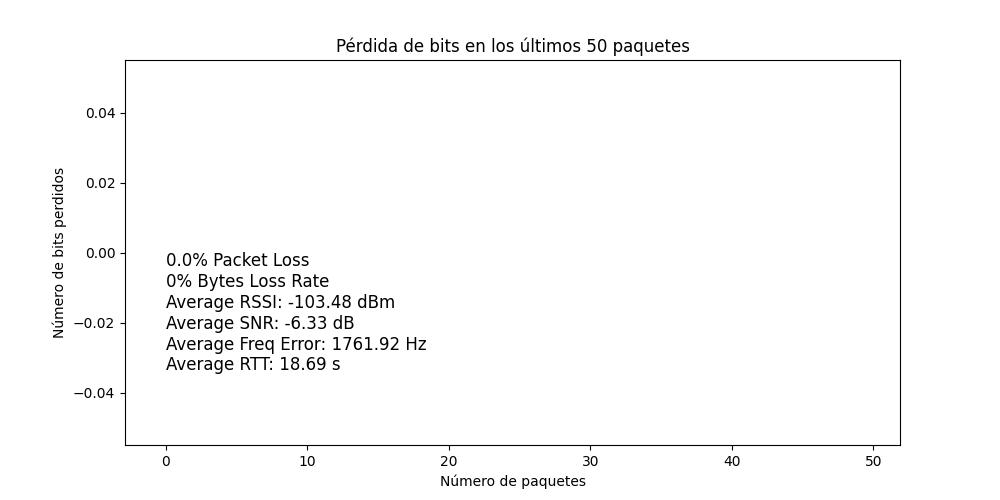 Pérdida de bits en los últimos 50 paquetes
Número de bits perdidos
0.04
0.02
0.00
−0.02
−0.04
0.0% Packet Loss
0% Bytes Loss Rate
Average RSSI: -103.48 dBm
Average SNR: -6.33 dB
Average Freq Error: 1761.92 Hz
Average RTT: 18.69 s
0 10 20 30 40 50
Número de paquetes